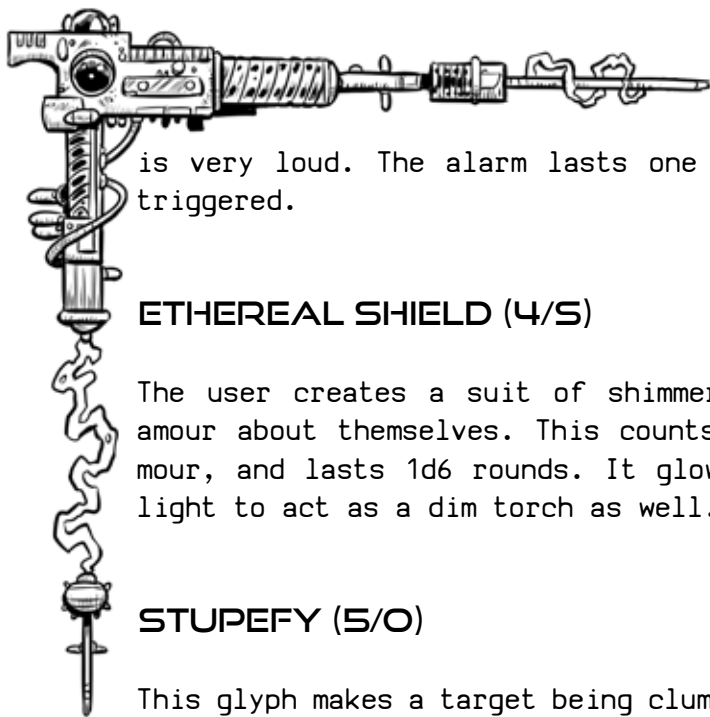 is very loud. The alarm lasts one
triggered.
ETHEREAL SHIELD (4/S)
The user creates a suit of shimmer
amour about themselves. This counts
mour, and lasts 1d6 rounds. It glow
light to act as a dim torch as well.
STUPEFY (5/O)
This glyph makes a target being clum